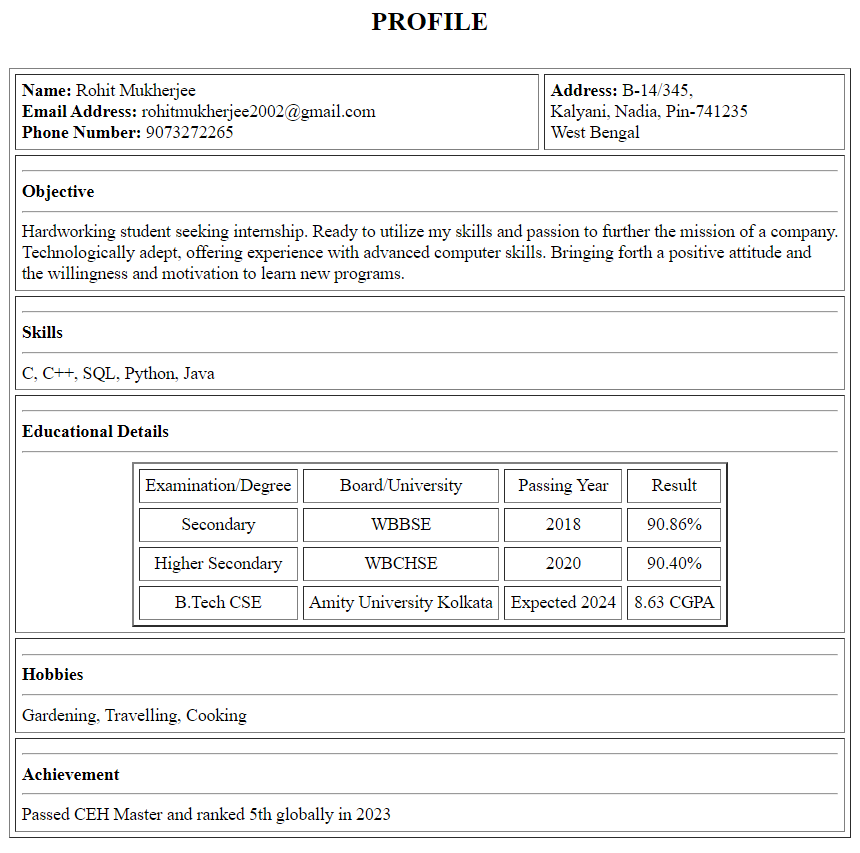 PROFILE
Name: Rohit Mukherjee
Email Address: rohitmukherjee2002@gmail.com
Phone Number: 9073272265
Address: B-14/345,
Kalyani, Nadia, Pin-741235
West Bengal
Objective
Hardworking student seeking internship. Ready to utilize my skills and passion to further the mission of a company.
Technologically adept, offering experience with advanced computer skills. Bringing forth a positive attitude and
the willingness and motivation to learn new programs.
Skills
C, C++, SQL, Python, Java
Educational Details
Examination/Degree Board/University Passing Year Result
Secondary WBBSE 2018 90.86%
Higher Secondary WBCHSE 2020 90.40%
B.Tech CSE Amity University Kolkata Expected 2024 8.63 CGPA
Hobbies
Gardening, Travelling, Cooking
Achievement
Passed CEH Master and ranked 5th globally in 2023